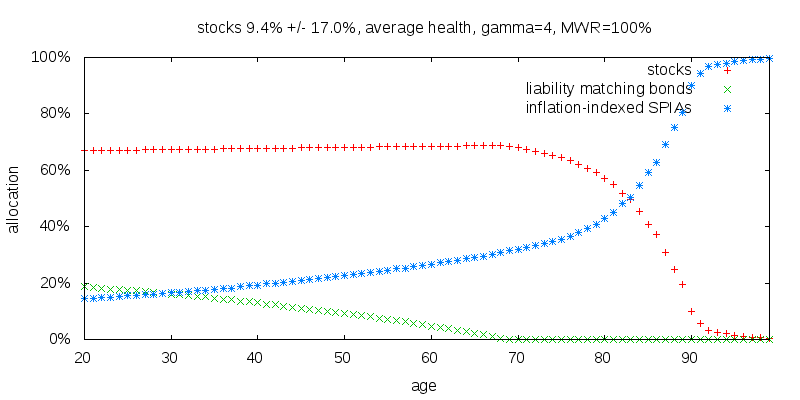 stocks 9.4% +/- 17.0%, average health, gamma=4, MWR=100%
100%
80%
60%
40%
20%
0%
allocation
stocks
liability matching bonds
inflation-indexed SPIAs
20 30 40 50 60 70 80 90
age